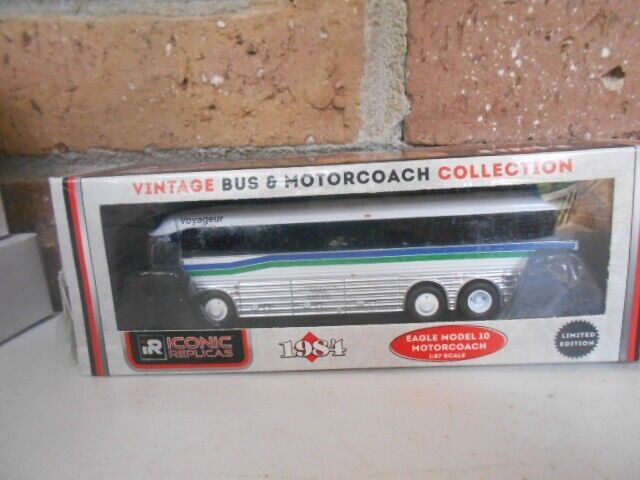 VINTAGE BUS & MOTORCOACH COLLECTION
Voyageur
iR ICONIC
REPLICAS
1984
EAGLE MODEL 10
MOTORCOACH
1:87 SCALE
LIMITED
EDITION